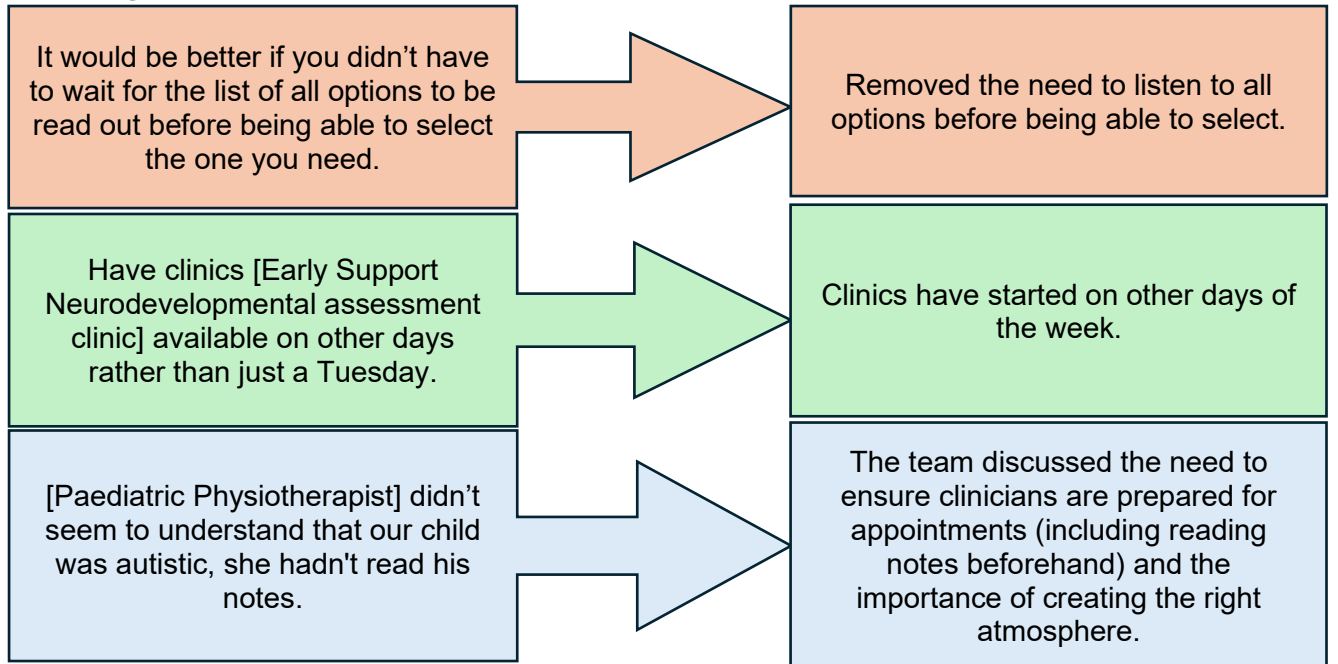 It would be better if you didn’t have
to wait for the list of all options to be
read out before being able to select
the one you need.
Removed the need to listen to all
options before being able to select.
Have clinics [Early Support
Neurodevelopmental assessment
clinic] available on other days
rather than just a Tuesday.
Clinics have started on other days of
the week.
[Paediatric Physiotherapist] didn’t
seem to understand that our child
was autistic, she hadn't read his
notes.
The team discussed the need to
ensure clinicians are prepared for
appointments (including reading
notes beforehand) and the
importance of creating the right
atmosphere.